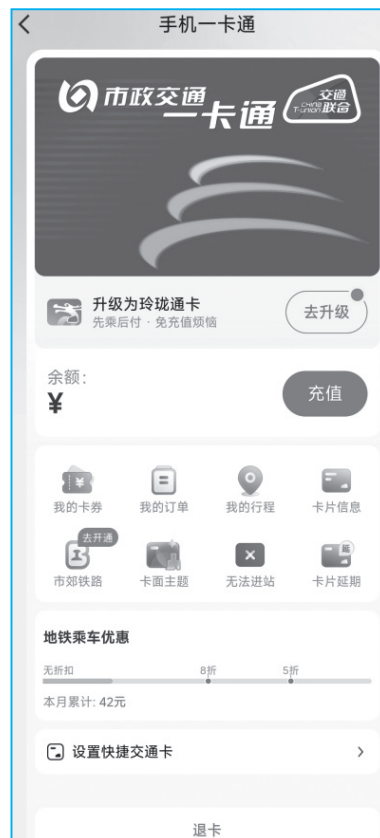 手机一卡通
市政交通
一卡通
CHINA
T-UNION
交通
联合
升级为玲珑通卡
先乘后付 · 免充值烦恼
去升级
余额:
¥
充值
我的卡券
我的订单
我的行程
卡片信息
去开通
市郊铁路
卡面主题
无法进站
延
卡片延期
地铁乘车优惠
无折扣
8折
5折
本月累计: 42元
设置快捷交通卡
退卡